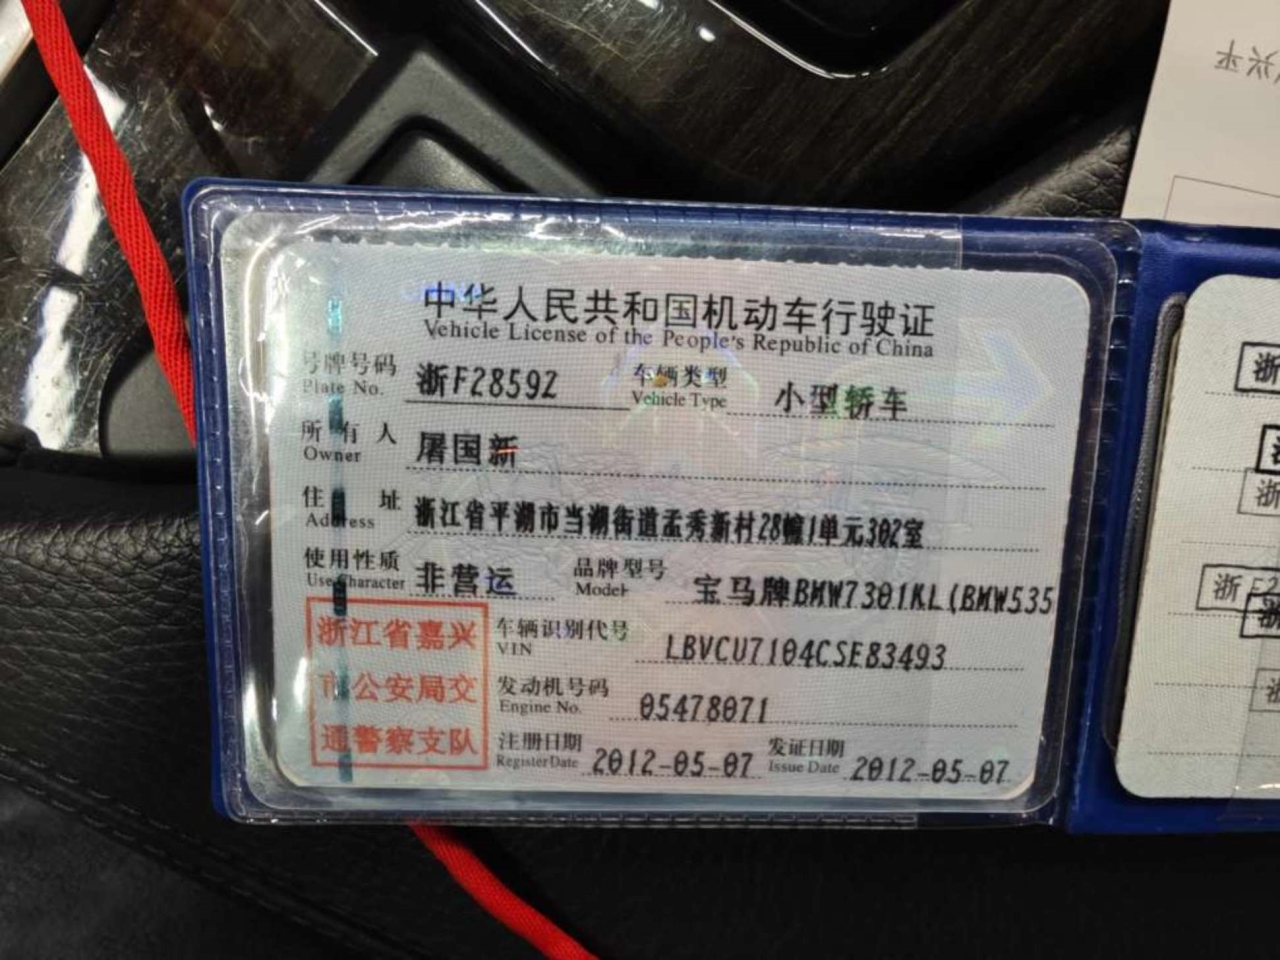 中华人民共和国机动车行驶证
Vehicle License of the People's Republic of China
号牌号码 浙F2859Z 车辆类型 小型轿车
Plate No. Vehicle Type
所有人 屠国新
Owner
住址 浙江省平湖市当湖街道孟秀新村28幢1单元302室
Address
使用性质 非营运 品牌型号 宝马牌BMW7301KL(BMW535
Use Character Model
浙江省嘉兴
市公安局交
通警察支队
车辆识别代号 LBVCU7104CSE83493
VIN
发动机号码 05478071
Engine No.
注册日期 2012-05-07 发证日期 2012-05-07
Register Date Issue Date
浙
浙
浙F2
浙